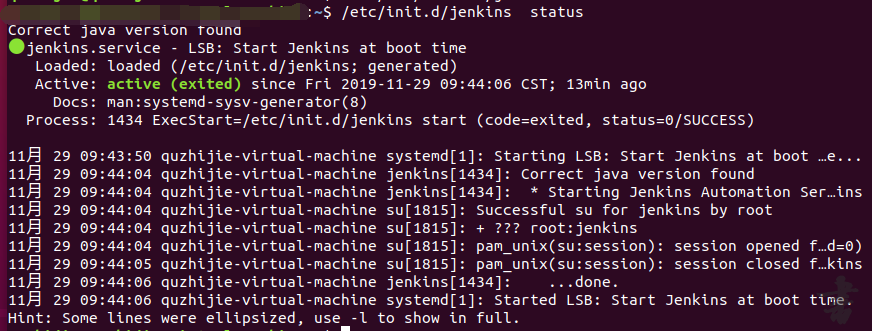 :~$ /etc/init.d/jenkins  status
Correct java version found
jenkins.service - LSB: Start Jenkins at boot time
   Loaded: loaded (/etc/init.d/jenkins; generated)
   Active: active (exited) since Fri 2019-11-29 09:44:06 CST; 13min ago
     Docs: man:systemd-sysv-generator(8)
  Process: 1434 ExecStart=/etc/init.d/jenkins start (code=exited, status=0/SUCCESS)

11月 29 09:43:50 quzhijie-virtual-machine systemd[1]: Starting LSB: Start Jenkins at boot …e...
11月 29 09:44:04 quzhijie-virtual-machine jenkins[1434]: Correct java version found
11月 29 09:44:04 quzhijie-virtual-machine jenkins[1434]:  * Starting Jenkins Automation Ser…ins
11月 29 09:44:04 quzhijie-virtual-machine su[1815]: Successful su for jenkins by root
11月 29 09:44:04 quzhijie-virtual-machine su[1815]: + ??? root:jenkins
11月 29 09:44:04 quzhijie-virtual-machine su[1815]: pam_unix(su:session): session opened f…d=0)
11月 29 09:44:05 quzhijie-virtual-machine su[1815]: pam_unix(su:session): session closed f…kins
11月 29 09:44:06 quzhijie-virtual-machine jenkins[1434]:    ...done.
11月 29 09:44:06 quzhijie-virtual-machine systemd[1]: Started LSB: Start Jenkins at boot time.
Hint: Some lines were ellipsized, use -l to show in full.